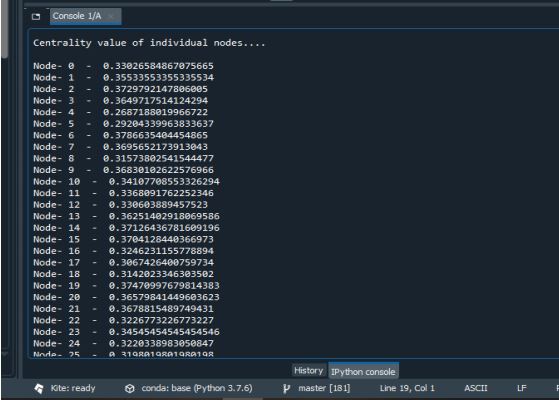 Console 1/A
Centrality value of individual nodes....
Node- 0 - 0.33026584867075665
Node- 1 - 0.35533553355335534
Node- 2 - 0.3729792147806005
Node- 3 - 0.3649717514124294
Node- 4 - 0.2687188019966722
Node- 5 - 0.29204339963833637
Node- 6 - 0.3786635404454865
Node- 7 - 0.3695652173913043
Node- 8 - 0.31573802541544477
Node- 9 - 0.36830102622576966
Node- 10 - 0.34107708553326294
Node- 11 - 0.3368091762252346
Node- 12 - 0.330603889457523
Node- 13 - 0.36251402918069586
Node- 14 - 0.37126436781609196
Node- 15 - 0.3704128440366973
Node- 16 - 0.3246231155778894
Node- 17 - 0.3067426400759734
Node- 18 - 0.3142023346303502
Node- 19 - 0.37470997679814383
Node- 20 - 0.36579841449603623
Node- 21 - 0.3678815489749431
Node- 22 - 0.3226773226773227
Node- 23 - 0.34545454545454546
Node- 24 - 0.3220338983050847
Node- 25 - 0.3198019801980198
History IPython console
Kite: ready conda: base (Python 3.7.6) master [181] Line 19, Col 1 ASCII LF